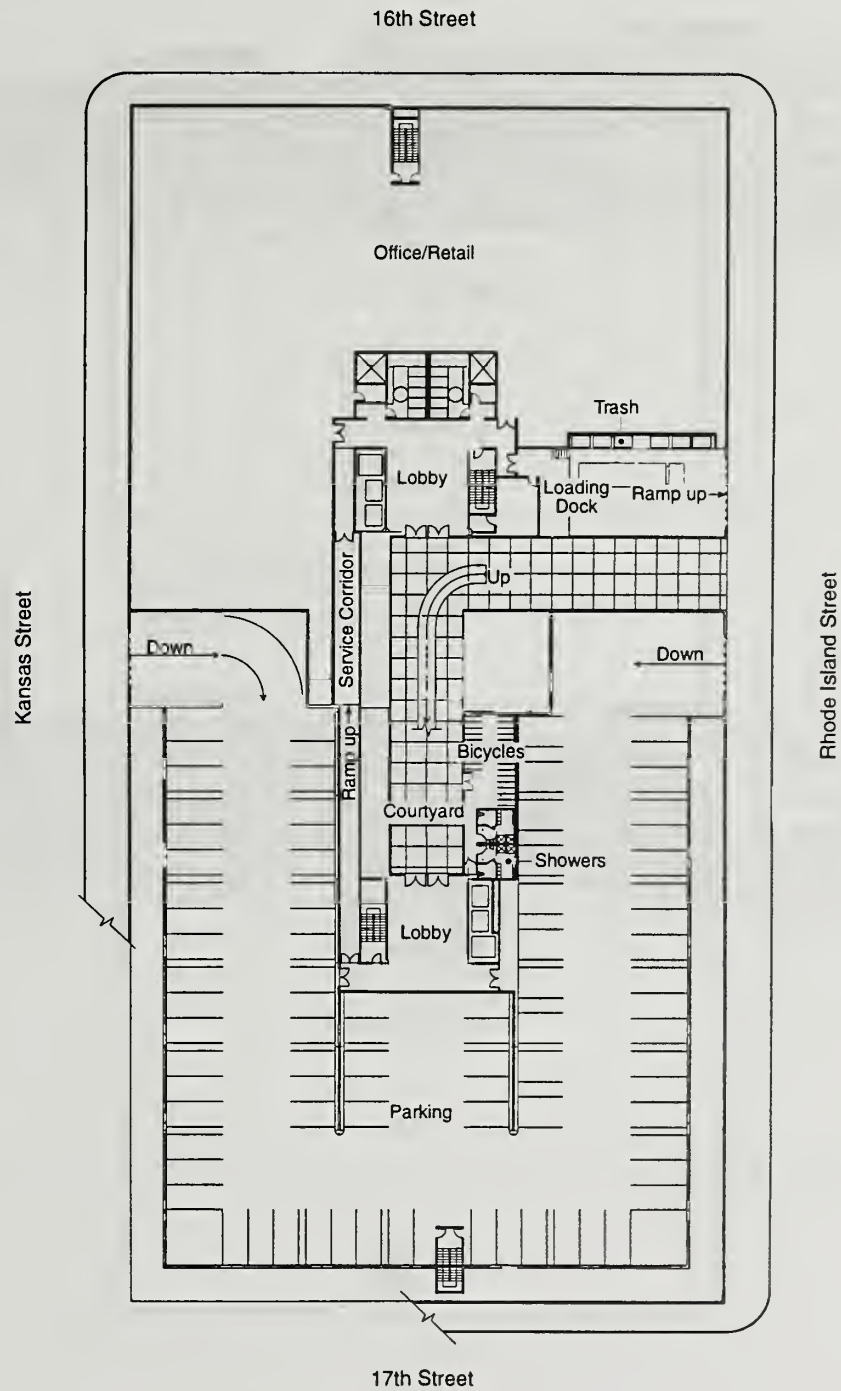 16th Street
Office/Retail
Trash
Lobby
Loading
Dock
Ramp up
Up
Service Corridor
Kansas Street
Rhode Island Street
Down
Down
Ramp up
Bicycles
Courtyard
Showers
Lobby
Parking
17th Street